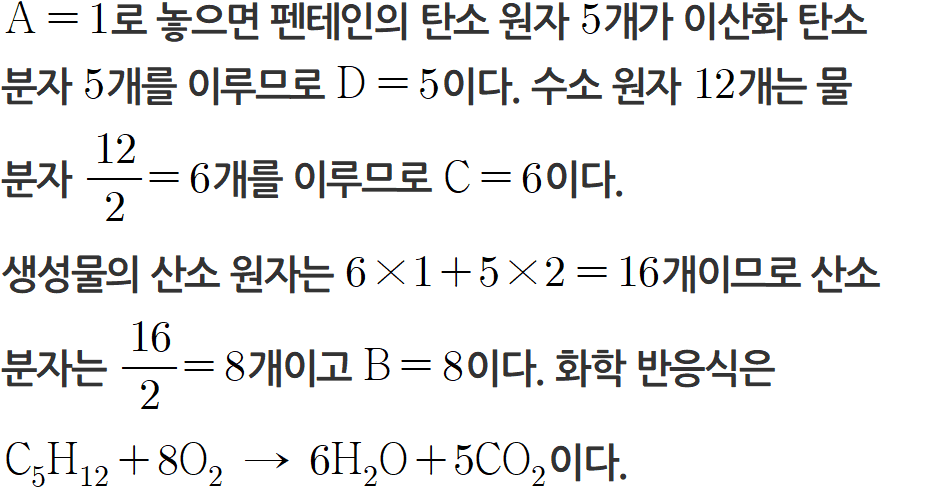 A = 1로 놓으면 펜테인의 탄소 원자 5개가 이산화 탄소
분자 5개를 이루므로 D = 5이다. 수소 원자 12개는 물
분자 12/2 = 6개를 이루므로 C = 6이다.
생성물의 산소 원자는 6×1+5×2 = 16개이므로 산소
분자는 16/2 = 8개이고 B = 8이다. 화학 반응식은
C₅H₁₂ + 8O₂ → 6H₂O + 5CO₂이다.